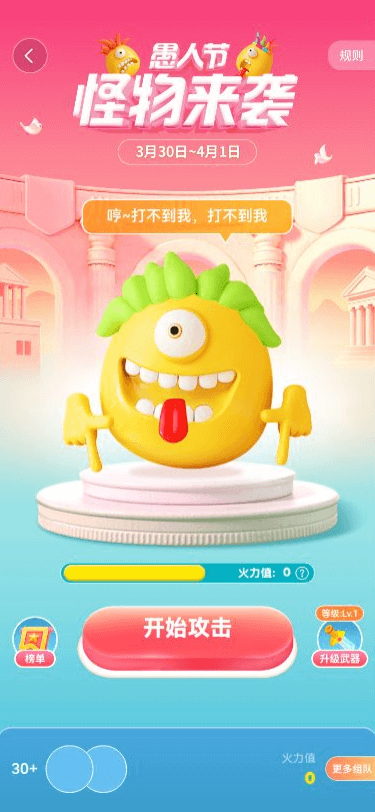 愚人节
规则
怪物来袭
3月30日~4月1日
哼~打不到我，打不到我
火力值：0 ?
等级:Lv.1
开始攻击
榜单
升级武器
火力值
30+
0
更多组队